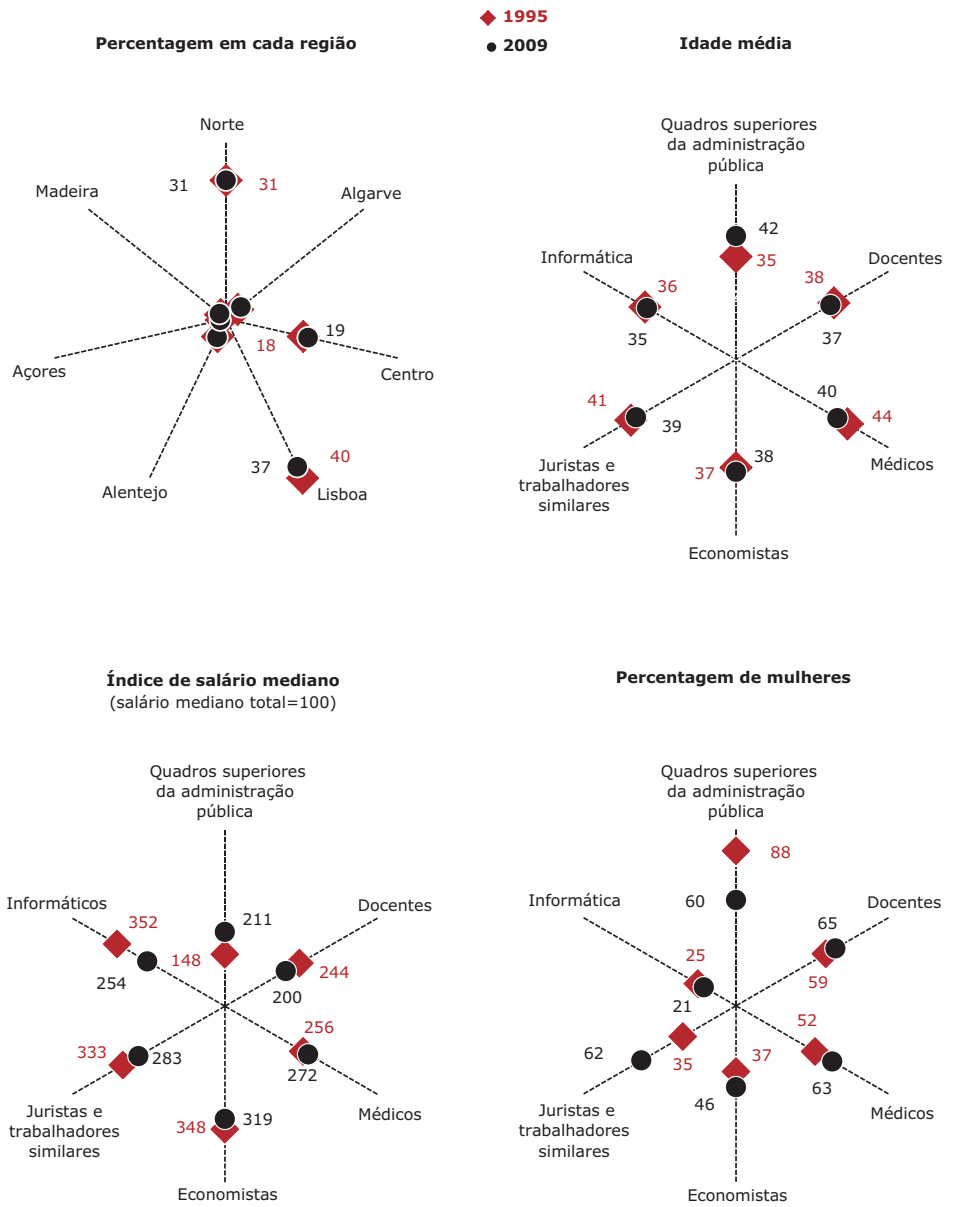 1995
2009
Percentagem em cada região
Norte
Madeira
Algarve
31
31
19
18
Açores
Centro
37
40
Alentejo
Lisboa
Idade média
Quadros superiores
da administração
pública
42
35
Informática
Docentes
36
38
35
37
41
39
40
44
Juristas e
trabalhadores
similares
37
38
Médicos
Economistas
Índice de salário mediano
(salário mediano total=100)
Quadros superiores
da administração
pública
Informáticos
Docentes
352
211
254
148
244
200
333
283
256
272
Juristas e
trabalhadores
similares
348
319
Médicos
Economistas
Percentagem de mulheres
Quadros superiores
da administração
pública
88
60
Informática
Docentes
65
25
59
21
52
62
35
37
63
46
Juristas e
trabalhadores
similares
Médicos
Economistas